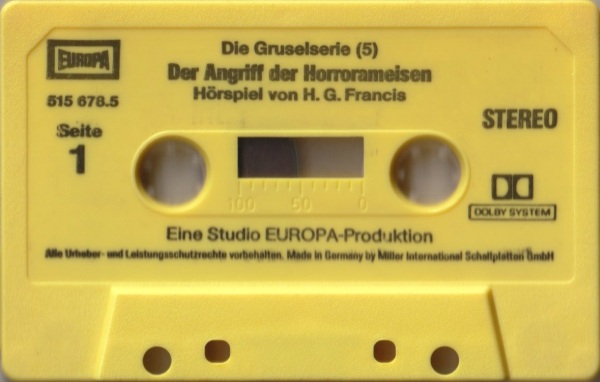 EUROPA
Die Gruselserie (5)
Der Angriff der Horrorameisen
Hörspiel von H. G. Francis
515 678.5
Seite
1
STEREO
100 50 0
DOLBY SYSTEM
Eine Studio EUROPA-Produktion
Alle Urheber- und Leistungsschutzrechte vorbehalten. Made in Germany by Miller International Schallplatten GmbH